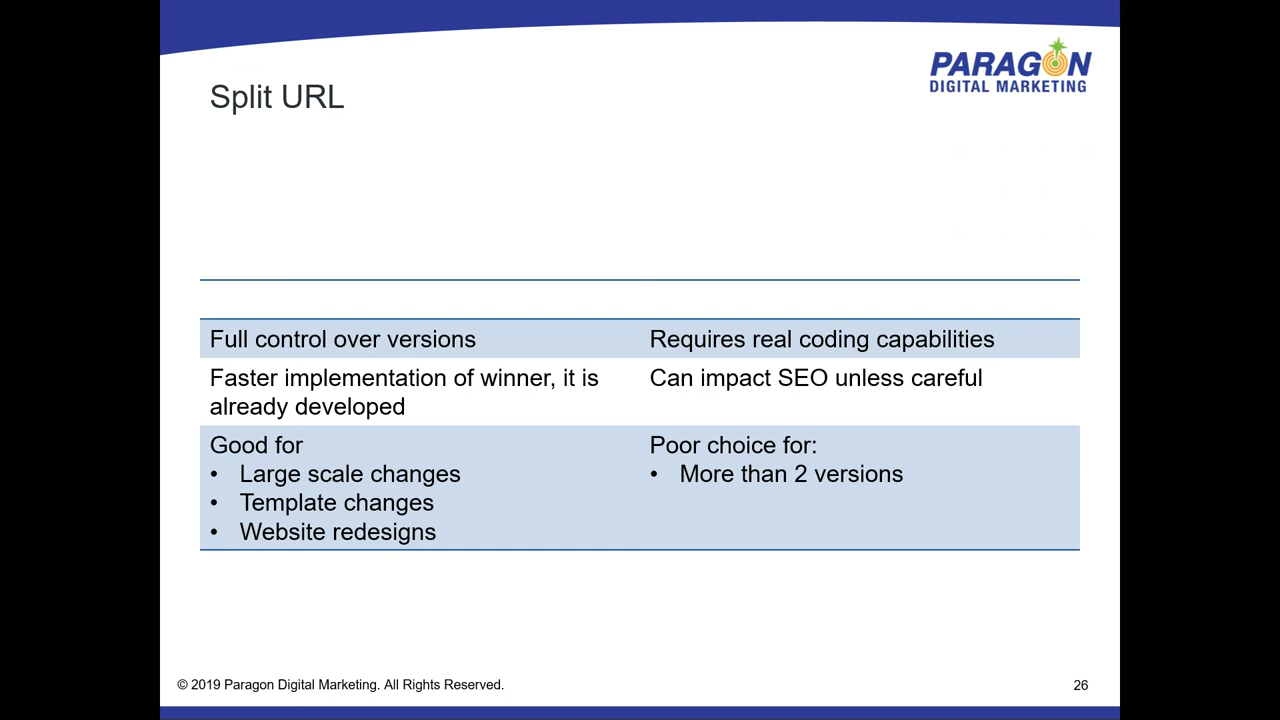 PARAGON
DIGITAL MARKETING
Split URL
Full control over versions
Requires real coding capabilities
Faster implementation of winner, it is
already developed
Can impact SEO unless careful
Good for
• Large scale changes
• Template changes
• Website redesigns
Poor choice for:
• More than 2 versions
© 2019 Paragon Digital Marketing. All Rights Reserved.
26